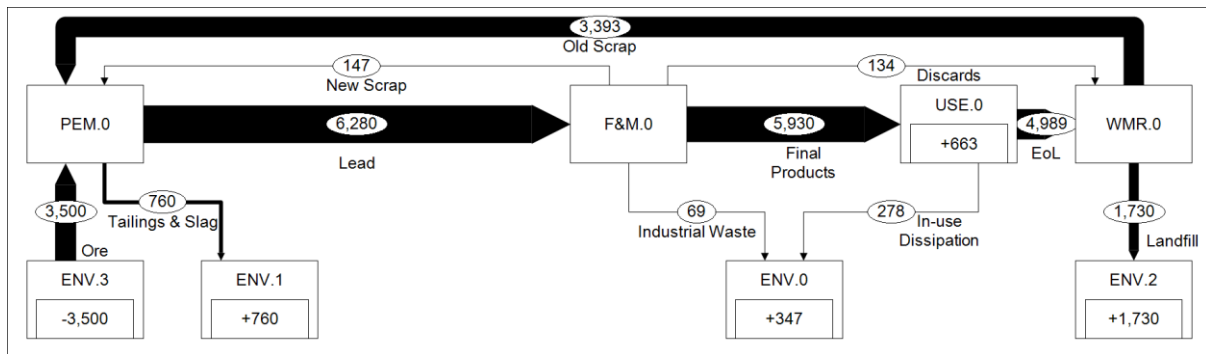 3,393
Old Scrap
147
New Scrap
134
Discards
PEM.0
6,280
Lead
F&M.0
5,930
Final
Products
USE.0
+663
4,989
EoL
WMR.0
3,500
Ore
760
Tailings & Slag
69
Industrial Waste
278
In-use
Dissipation
1,730
Landfill
ENV.3
-3,500
ENV.1
+760
ENV.0
+347
ENV.2
+1,730